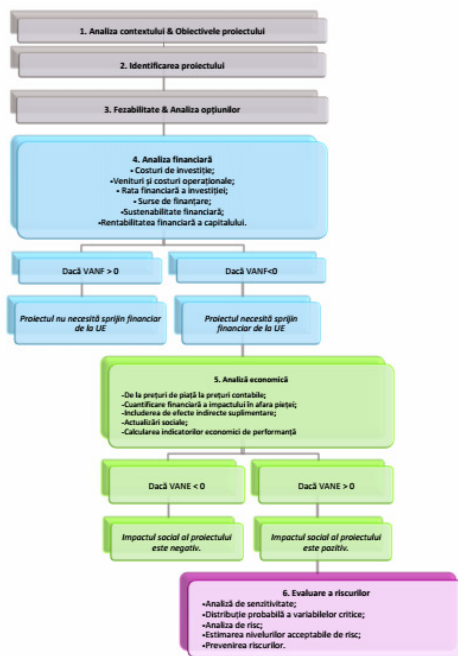 1. Analiza contextului & Obiectivele proiectului
2. Identificarea proiectului
3. Fezabilitate & Analiza opțiunilor
4. Analiza financiară
•Costuri de investiție;
•Venituri și costuri operaționale;
•Rata financiară a investiției;
•Surse de finanțare;
•Sustenabilitate financiară;
•Rentabilitatea financiară a capitalului.
Dacă VANF > 0
Dacă VANF<0
Proiectul nu necesită sprijin financiar
de la UE
Proiectul necesită sprijin
financiar de la UE
5. Analiză economică
-De la prețuri de piață la prețuri contabile;
-Cuantificare financiară a impactului în afara pieței;
-Includerea de efecte indirecte suplimentare;
-Actualizări sociale;
-Calcularea indicatorilor economici de performanță
Dacă VANE < 0
Dacă VANE > 0
Impactul social al proiectului
este negativ.
Impactul social al proiectului
este pozitiv.
6. Evaluare a riscurilor
•Analiză de senzitivitate;
•Distribuție probabilă a variabilelor critice;
•Analiza de risc;
•Estimarea nivelurilor acceptabile de risc;
•Prevenirea riscurilor.